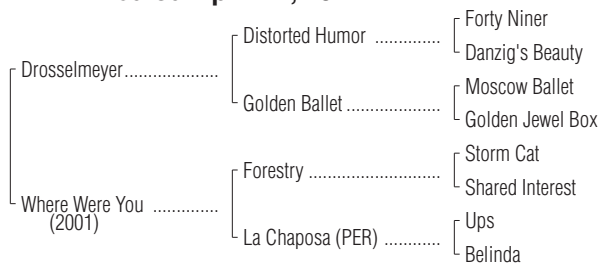 Forty Niner
Distorted Humor ..............
Danzig's Beauty
Drosselmeyer.....................
Moscow Ballet
Golden Ballet .....................
Golden Jewel Box
Storm Cat
Forestry .............................
Shared Interest
Where Were You ..............
(2001)
Ups
La Chaposa (PER) ............
Belinda